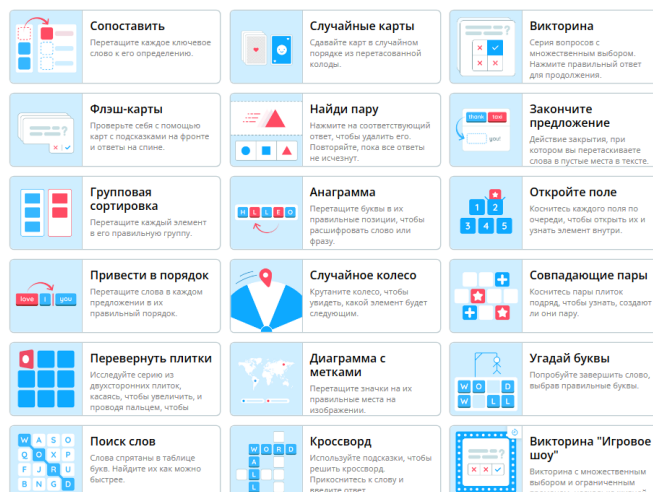 Сопоставить
Перетащите каждое ключевое
слово к его определению.
Случайные карты
Сдавайте карт в случайном
порядке из перетасованной
колоды.
Викторина
Серия вопросов с
множественным выбором.
Нажмите правильный ответ
для продолжения.
?
Флэш-карты
Проверьте себя с помощью
карт с подсказками на фронте
и ответы на спине.
?
Найди пару
Нажмите на соответствующий
ответ, чтобы удалить его.
Повторяйте, пока все ответы
не исчезнут.
thank too
you!
Закончите
предложение
Действие закрытия, при
котором вы перетаскиваете
слова в пустые места в тексте.
Групповая
сортировка
Перетащите каждый элемент
в его правильную группу.
H L L E O
Анаграмма
Перетащите буквы в их
правильные позиции, чтобы
расшифровать слово или
фразу.
1 2
3 4 5
Откройте поле
Коснитесь каждого поля по
очереди, чтобы открыть их и
узнать элемент внутри.
love I you
Привести в порядок
Перетащите слова в каждом
предложении в их
правильный порядок.
Случайное колесо
Крутаните колесо, чтобы
увидеть, какой элемент будет
следующим.
Совпадающие пары
Коснитесь пары плиток
подряд, чтобы узнать, создают
ли они пару.
Перевернуть плитки
Исследуйте серию из
двухсторонних плиток,
касаясь, чтобы увеличить, и
проводя пальцем, чтобы
Диаграмма с
метками
Перетащите значки на их
правильные места на
изображении.
W O D
W L L
Угадай буквы
Попробуйте завершить слово,
выбрав правильные буквы.
W A S O
Q O X P
F J R U
B N G D
Поиск слов
Слова спрятаны в таблице
букв. Найдите их как можно
быстрее.
W O R D
A
L
Кроссворд
Используйте подсказки, чтобы
решить кроссворд.
Прикоснитесь к слову и
введите ответ
?
Викторина "Игровое
шоу"
Викторина с множественным
выбором и ограниченным